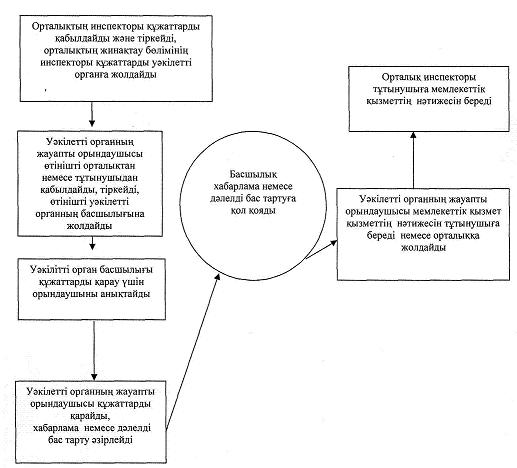 Орталықтың инспекторы құжаттарды
қабылдайды және тіркейді,
орталықтың жинақтау бөлімінің
инспекторы құжаттарды уәкілетті
органға жолдайды
Уәкілетті органның
жауапты орындаушысы
өтінішті орталықтан
немесе тұтынушыдан
қабылдайды, тіркейді,
өтінішті уәкілетті
органның басшылығына
жолдайды
Уәкілітті орган басшылығы
құжаттарды қарау үшін
орындаушыны анықтайды
Уәкілетті органның жауапты
орындаушысы құжаттарды
қарайды,
хабарлама немесе дәлелді
бас тарту әзірлейді
Басшылық
хабарлама немесе
дәлелді бас тартуға
қол қояды
Уәкілетті органның жауапты
орындаушысы мемлекеттік қызмет
қызметтің нәтижесін тұтынушыға
береді немесе орталыққа
жолдайды
Орталық инспекторы
тұтынушыға мемлекеттік
қызметтің нәтижесін береді